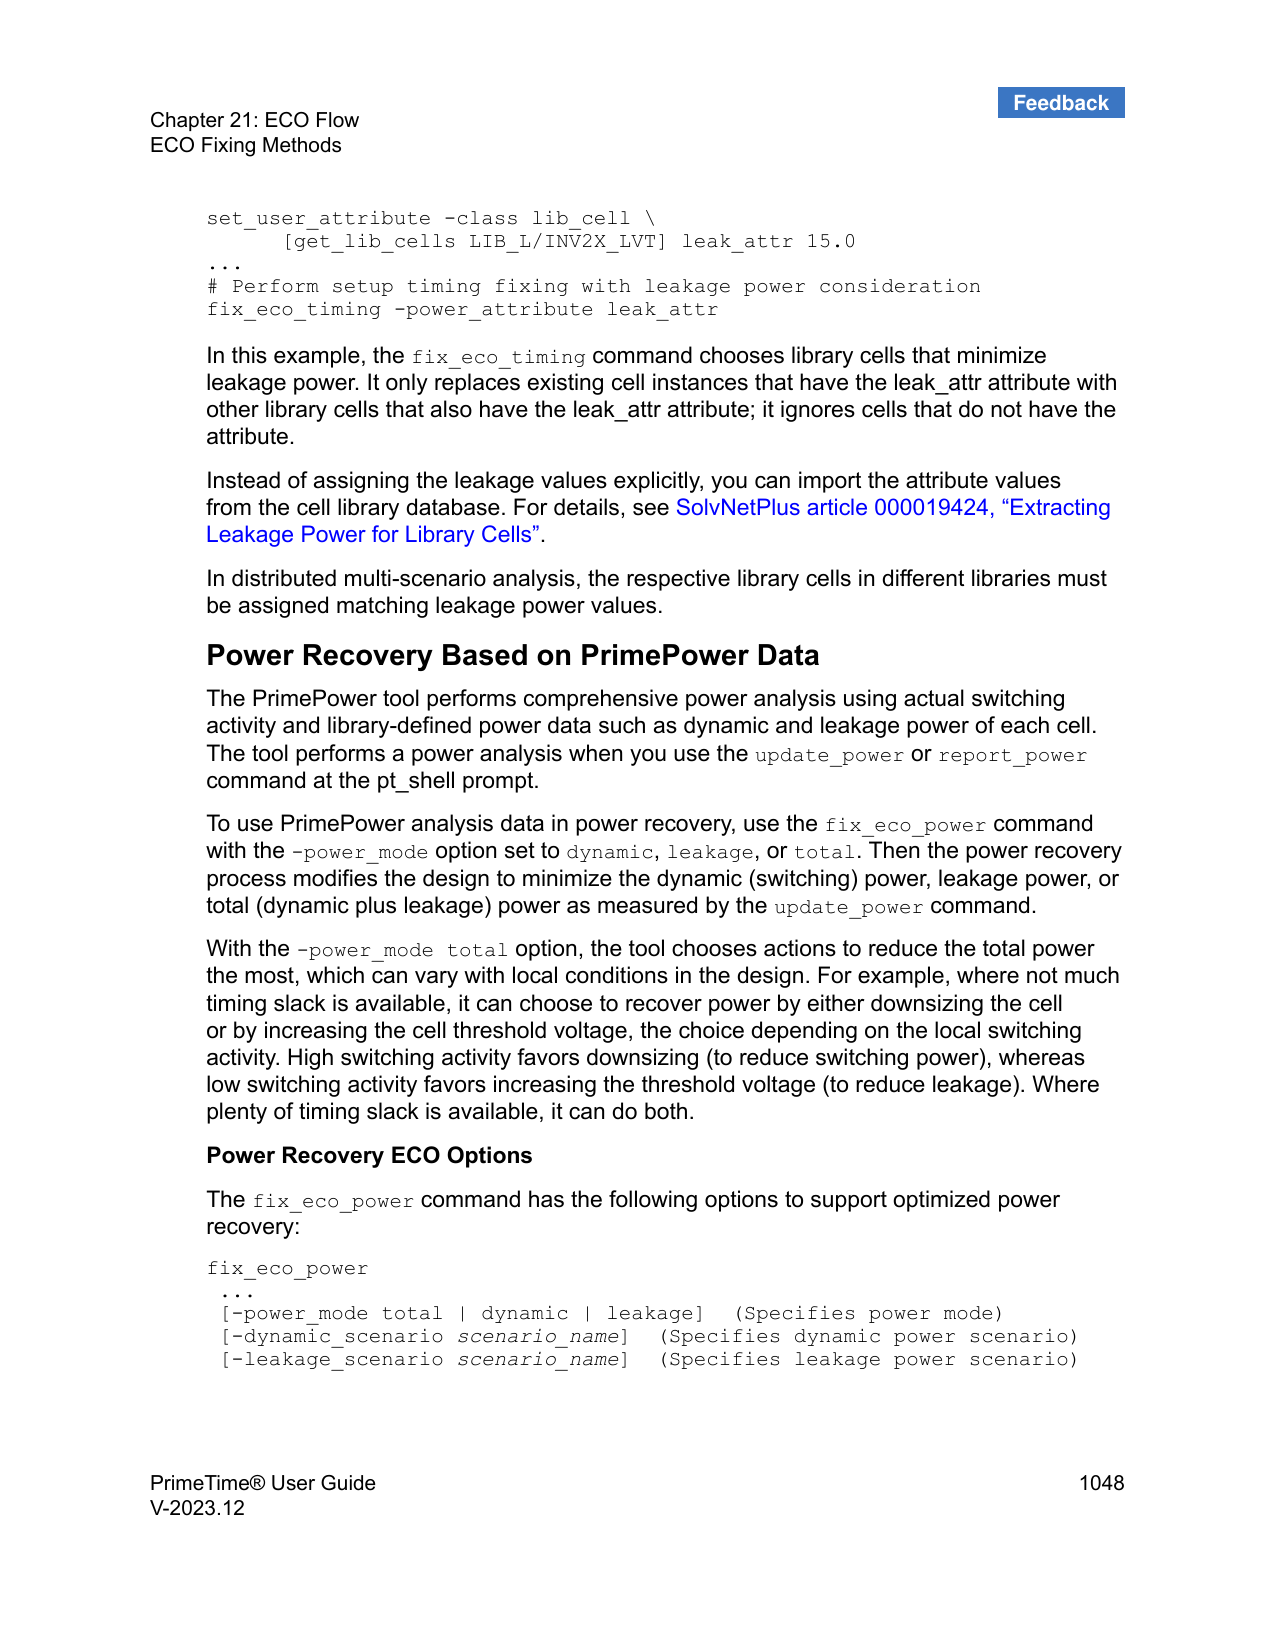 Feedback
Chapter 21: ECO Flow
ECO Fixing Methods
set_user_attribute -class lib_cell \
      [get_lib_cells LIB_L/INV2X_LVT] leak_attr 15.0
...
# Perform setup timing fixing with leakage power consideration
fix_eco_timing -power_attribute leak_attr
In this example, the fix_eco_timing command chooses library cells that minimize
leakage power. It only replaces existing cell instances that have the leak_attr attribute with
other library cells that also have the leak_attr attribute; it ignores cells that do not have the
attribute.
Instead of assigning the leakage values explicitly, you can import the attribute values
from the cell library database. For details, see SolvNetPlus article 000019424, “Extracting
Leakage Power for Library Cells”.
In distributed multi-scenario analysis, the respective library cells in different libraries must
be assigned matching leakage power values.
Power Recovery Based on PrimePower Data
The PrimePower tool performs comprehensive power analysis using actual switching
activity and library-defined power data such as dynamic and leakage power of each cell.
The tool performs a power analysis when you use the update_power or report_power
command at the pt_shell prompt.
To use PrimePower analysis data in power recovery, use the fix_eco_power command
with the -power_mode option set to dynamic, leakage, or total. Then the power recovery
process modifies the design to minimize the dynamic (switching) power, leakage power, or
total (dynamic plus leakage) power as measured by the update_power command.
With the -power_mode total option, the tool chooses actions to reduce the total power
the most, which can vary with local conditions in the design. For example, where not much
timing slack is available, it can choose to recover power by either downsizing the cell
or by increasing the cell threshold voltage, the choice depending on the local switching
activity. High switching activity favors downsizing (to reduce switching power), whereas
low switching activity favors increasing the threshold voltage (to reduce leakage). Where
plenty of timing slack is available, it can do both.
Power Recovery ECO Options
The fix_eco_power command has the following options to support optimized power
recovery:
fix_eco_power
 ...
 [-power_mode total | dynamic | leakage]  (Specifies power mode)
 [-dynamic_scenario scenario_name]  (Specifies dynamic power scenario)
 [-leakage_scenario scenario_name]  (Specifies leakage power scenario)
PrimeTime® User Guide
1048
V-2023.12